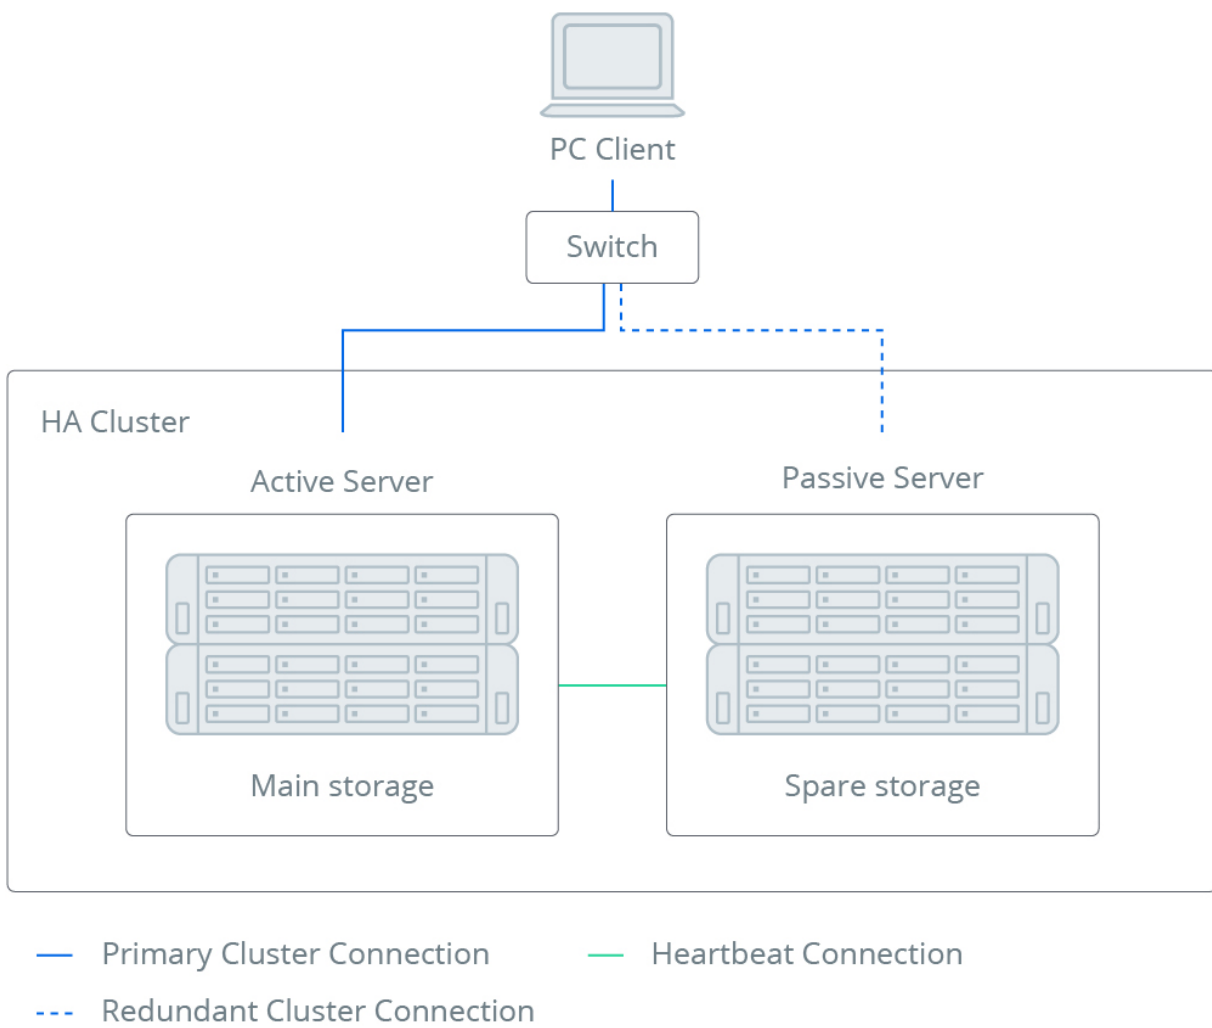 PC Client
Switch
HA Cluster
Active Server
Passive Server
Main storage
Spare storage
Primary Cluster Connection
Heartbeat Connection
Redundant Cluster Connection